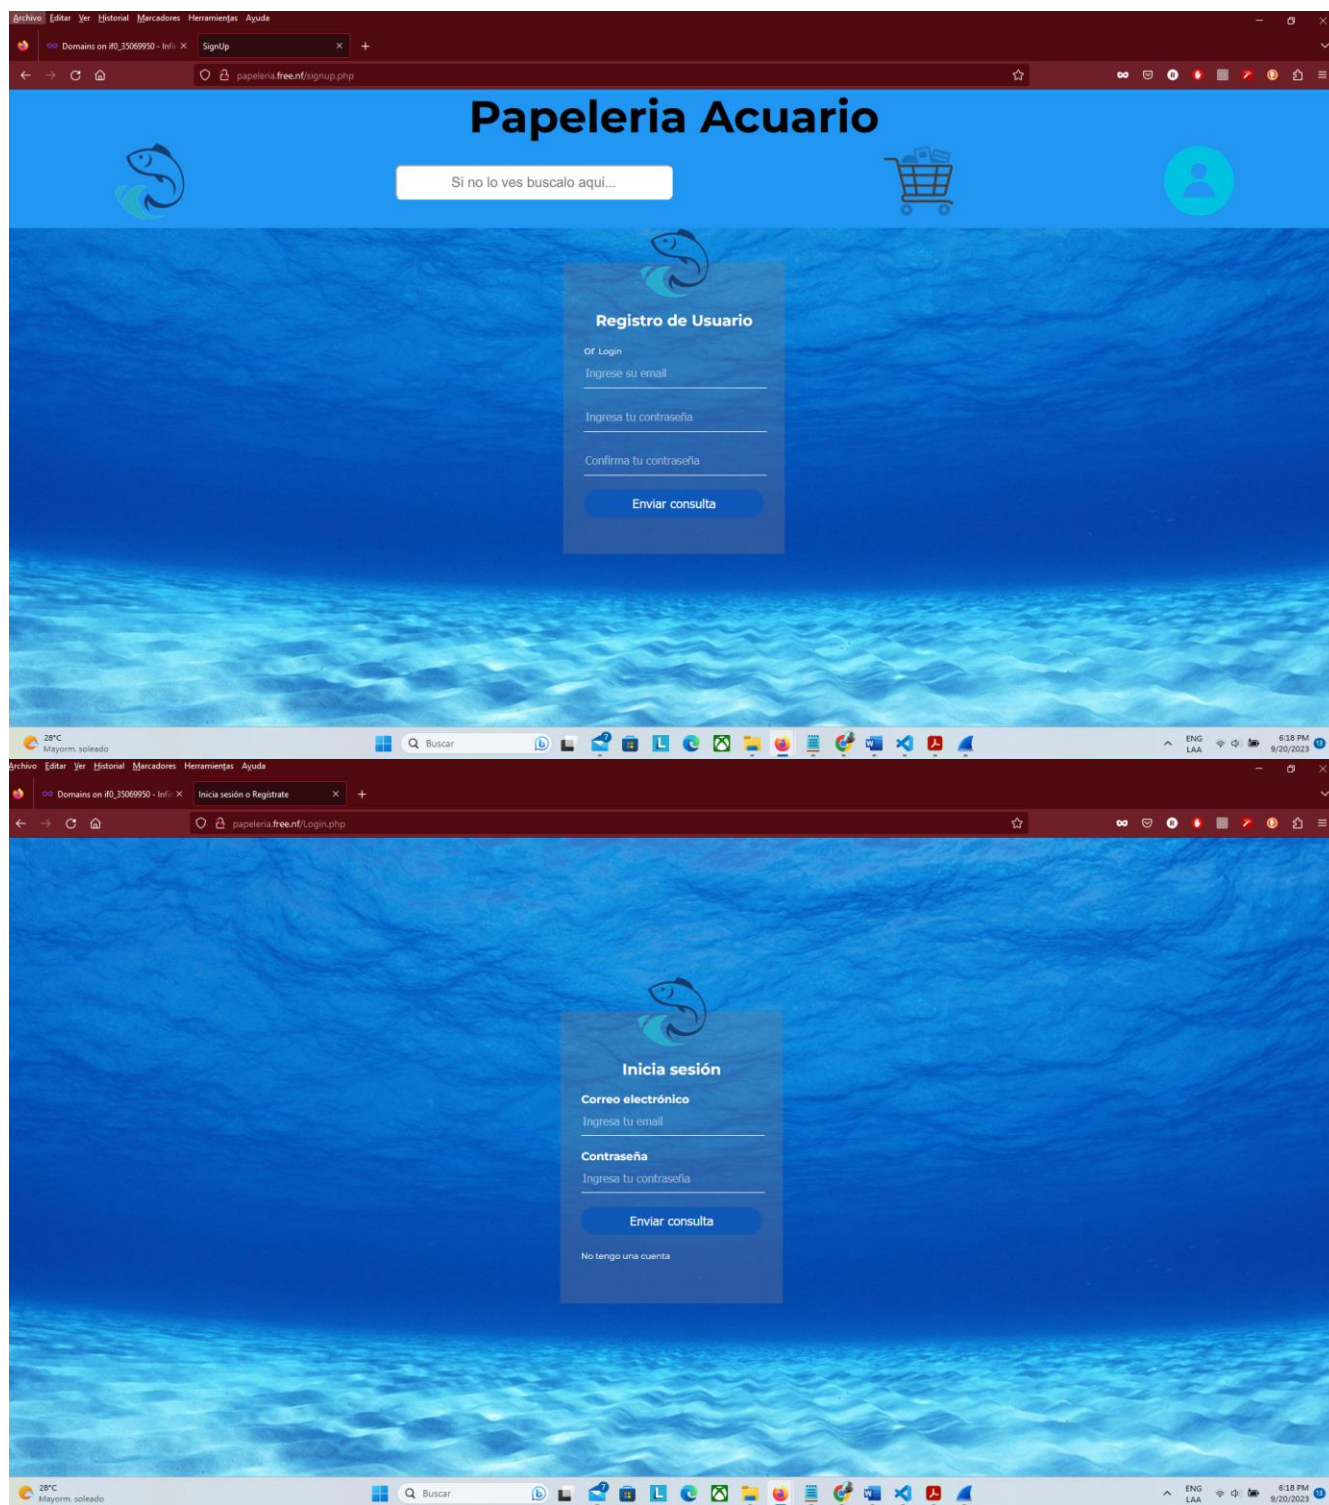 Archivo Editar Ver Historial Marcadores Herramientas Ayuda
Domains on if0_35069950 - Infin
SignUp
papeleria.free.nf/signup.php
Papeleria Acuario
Si no lo ves buscalo aqui...
Registro de Usuario
or Login
Ingrese su email
Ingresa tu contraseña
Confirma tu contraseña
Enviar consulta
28°C
Mayorm. soleado
Buscar
ENG
LAA
6:18 PM
9/20/2023
Archivo Editar Ver Historial Marcadores Herramientas Ayuda
Domains on if0_35069950 - Infin
Inicia sesión o Regístrate
papeleria.free.nf/Login.php
Inicia sesión
Correo electrónico
Ingresa tu email
Contraseña
Ingresa tu contraseña
Enviar consulta
No tengo una cuenta
28°C
Mayorm. soleado
Buscar
ENG
LAA
6:18 PM
9/20/2023